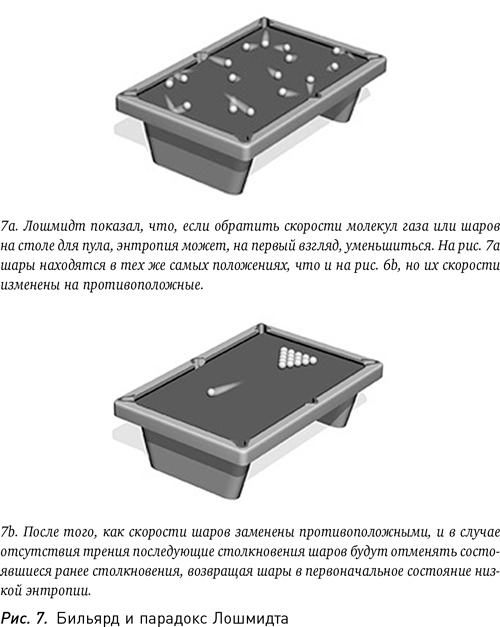 7a. Лошмидт показал, что, если обратить скорости молекул газа или шаров
на столе для пула, энтропия может, на первый взгляд, уменьшиться. На рис. 7a
шары находятся в тех же самых положениях, что и на рис. 6b, но их скорости
изменены на противоположные.
7b. После того, как скорости шаров заменены противоположными, и в случае
отсутствия трения последующие столкновения шаров будут отменять состо-
явшиеся ранее столкновения, возвращая шары в первоначальное состояние низ-
кой энтропии.
Рис. 7. Бильярд и парадокс Лошмидта